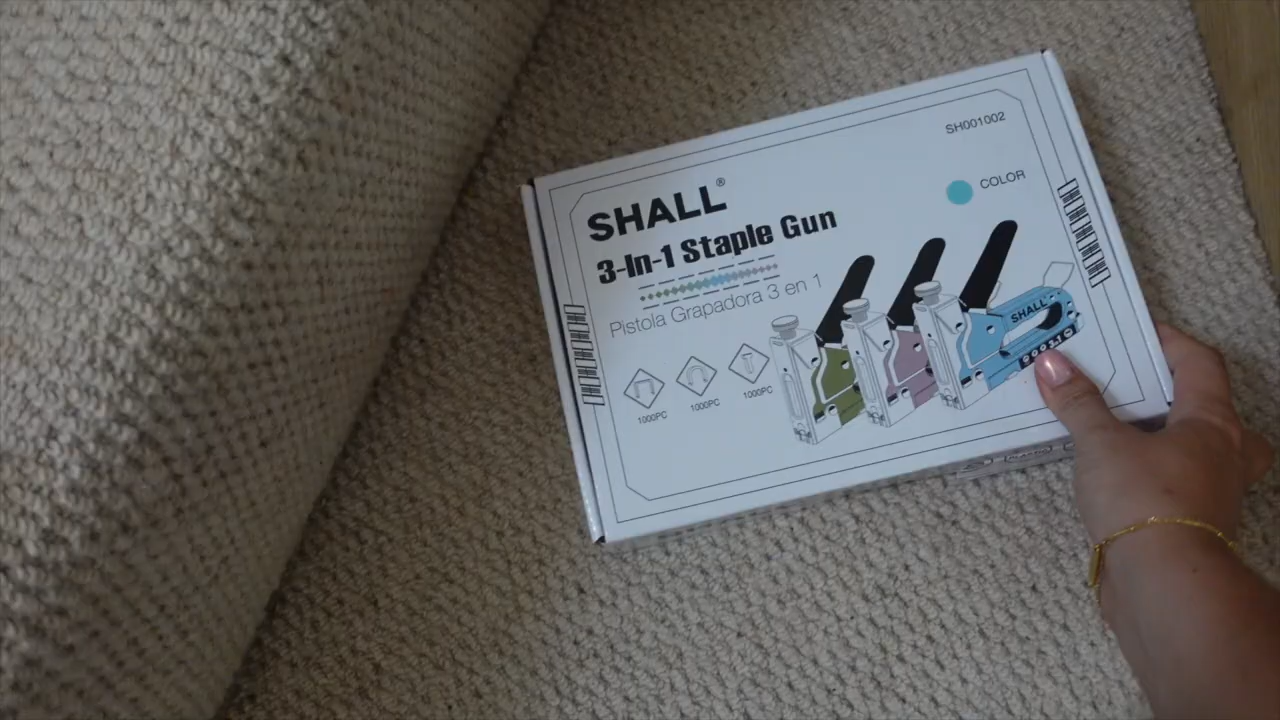 SH001002
COLOR
SHALL®
3-In-1 Staple Gun
Pistola Grapadora 3 en 1
1000PC
1000PC
1000PC
SHALL